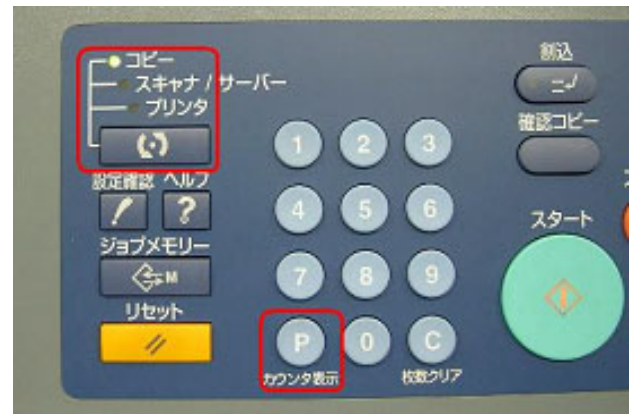 コピー
スキャナ / サーバー
プリンタ
割込
確認コピー
1 2 3
設定確認 ヘルプ
! ?
4 5 6
スタート
ジョブメモリー
M
7 8 9
リセット
P 0 C
カウンタ表示 枚数クリア